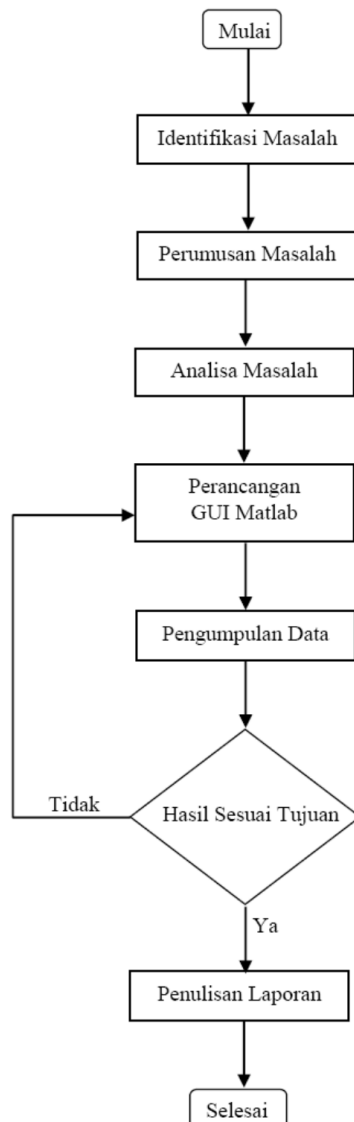 Mulai
Identifikasi Masalah
Perumusan Masalah
Analisa Masalah
Perancangan
GUI Matlab
Pengumpulan Data
Hasil Sesuai Tujuan
Tidak
Ya
Penulisan Laporan
Selesai